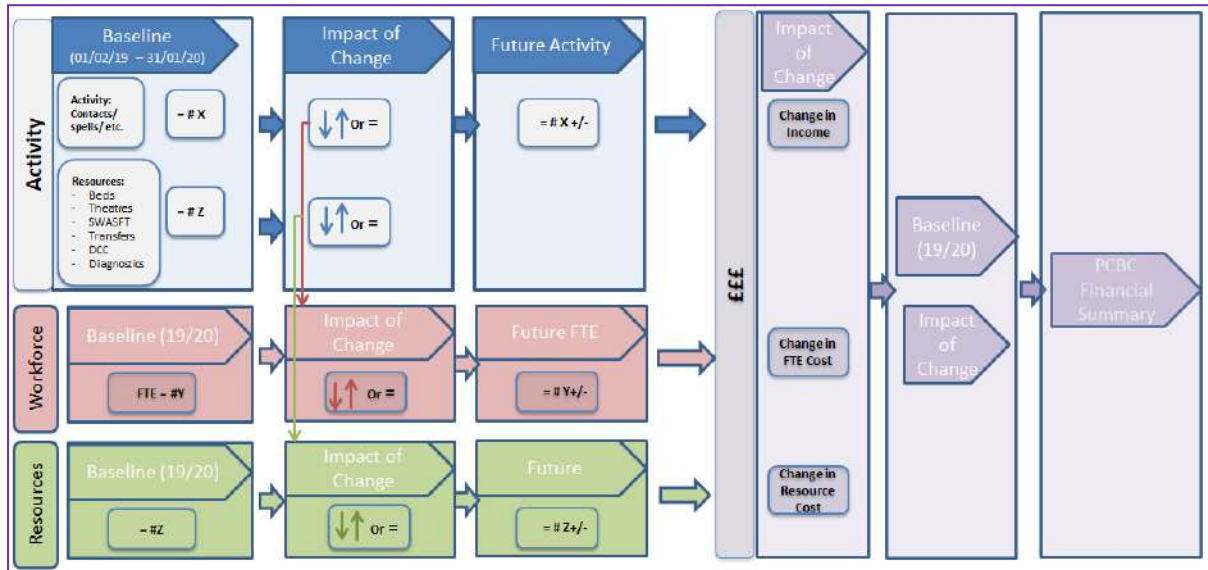 Activity
Baseline
(01/02/19 – 31/01/20)
Activity:
Contacts/
spells/ etc.
– # X
Resources:
- Beds
- Theatres
- SWASFT
- Transfers
- DCC
- Diagnostics
– # Z
Impact of
Change
↓↑ Or =
↓↑ Or =
Future Activity
= # X +/-
Workforce
Baseline (19/20)
FTE – #Y
Impact of
Change
↓↑ Or =
Future FTE
= # Y+/-
Resources
Baseline (19/20)
– #Z
Impact of
Change
↓↑ Or =
Future
= # Z+/-
£££
Impact
of
Change
Change in
Income
Change in
FTE Cost
Change in
Resource
Cost
Baseline
(19/20)
Impact
of
Change
PCBC
Financial
Summary